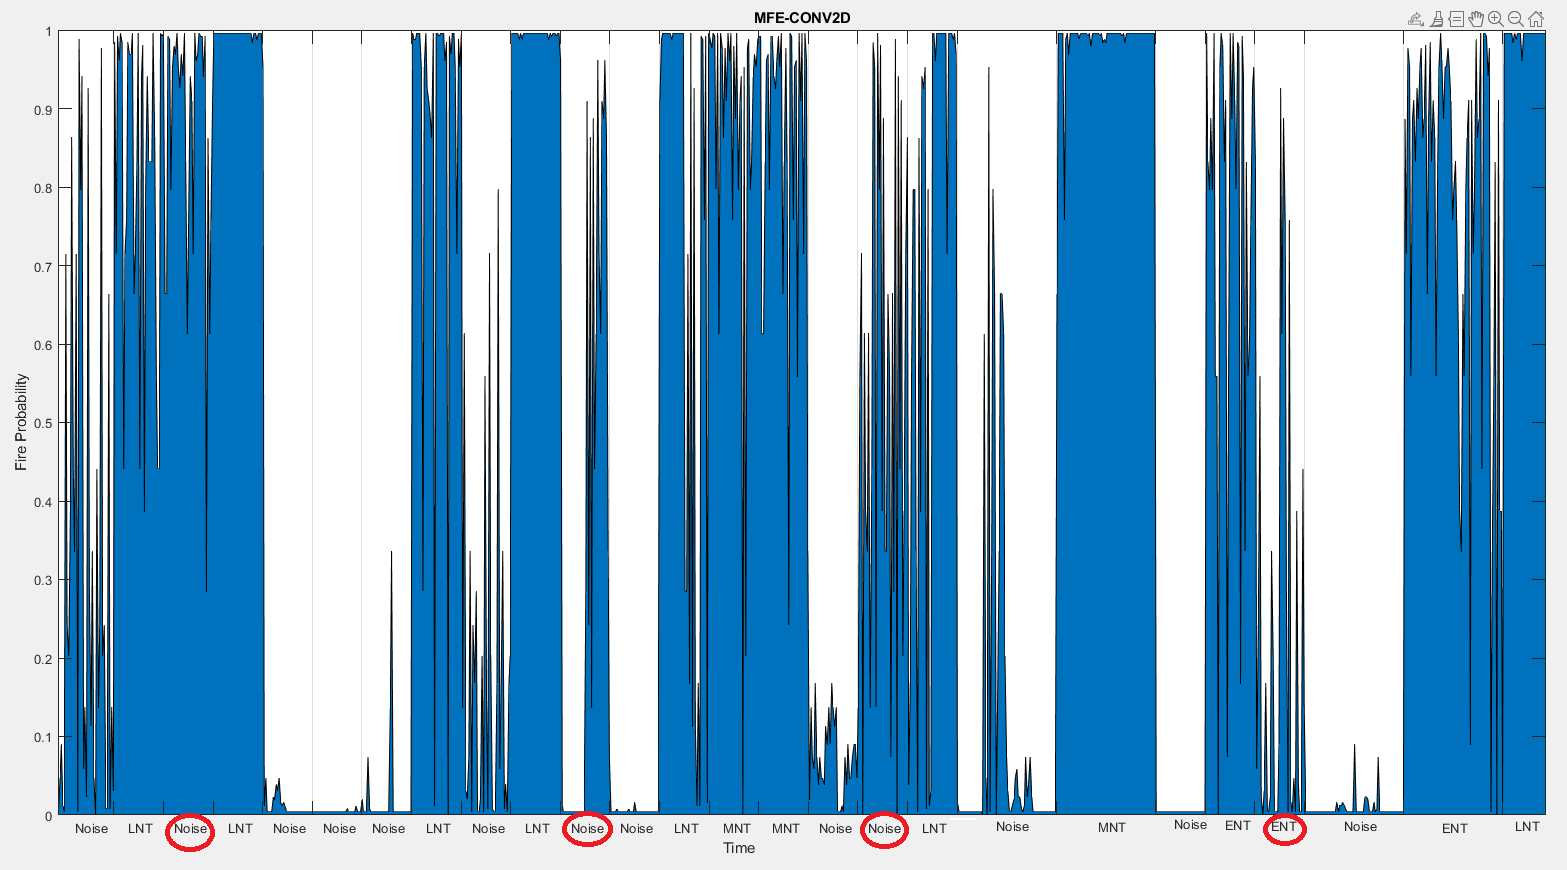 MFE-CONV2D
1
0.9
0.8
0.7
0.6
0.5
0.4
0.3
0.2
0.1
0
Fire Probability
Noise LNT Noise LNT Noise Noise Noise LNT Noise LNT Noise Noise LNT MNT MNT Noise Noise LNT Noise MNT Noise ENT ENT Noise ENT LNT
Time